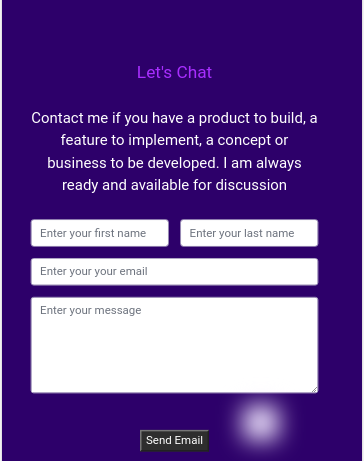 Let's Chat
Contact me if you have a product to build, a
feature to implement, a concept or
business to be developed. I am always
ready and available for discussion
Enter your first name
Enter your last name
Enter your your email
Enter your message
Send Email